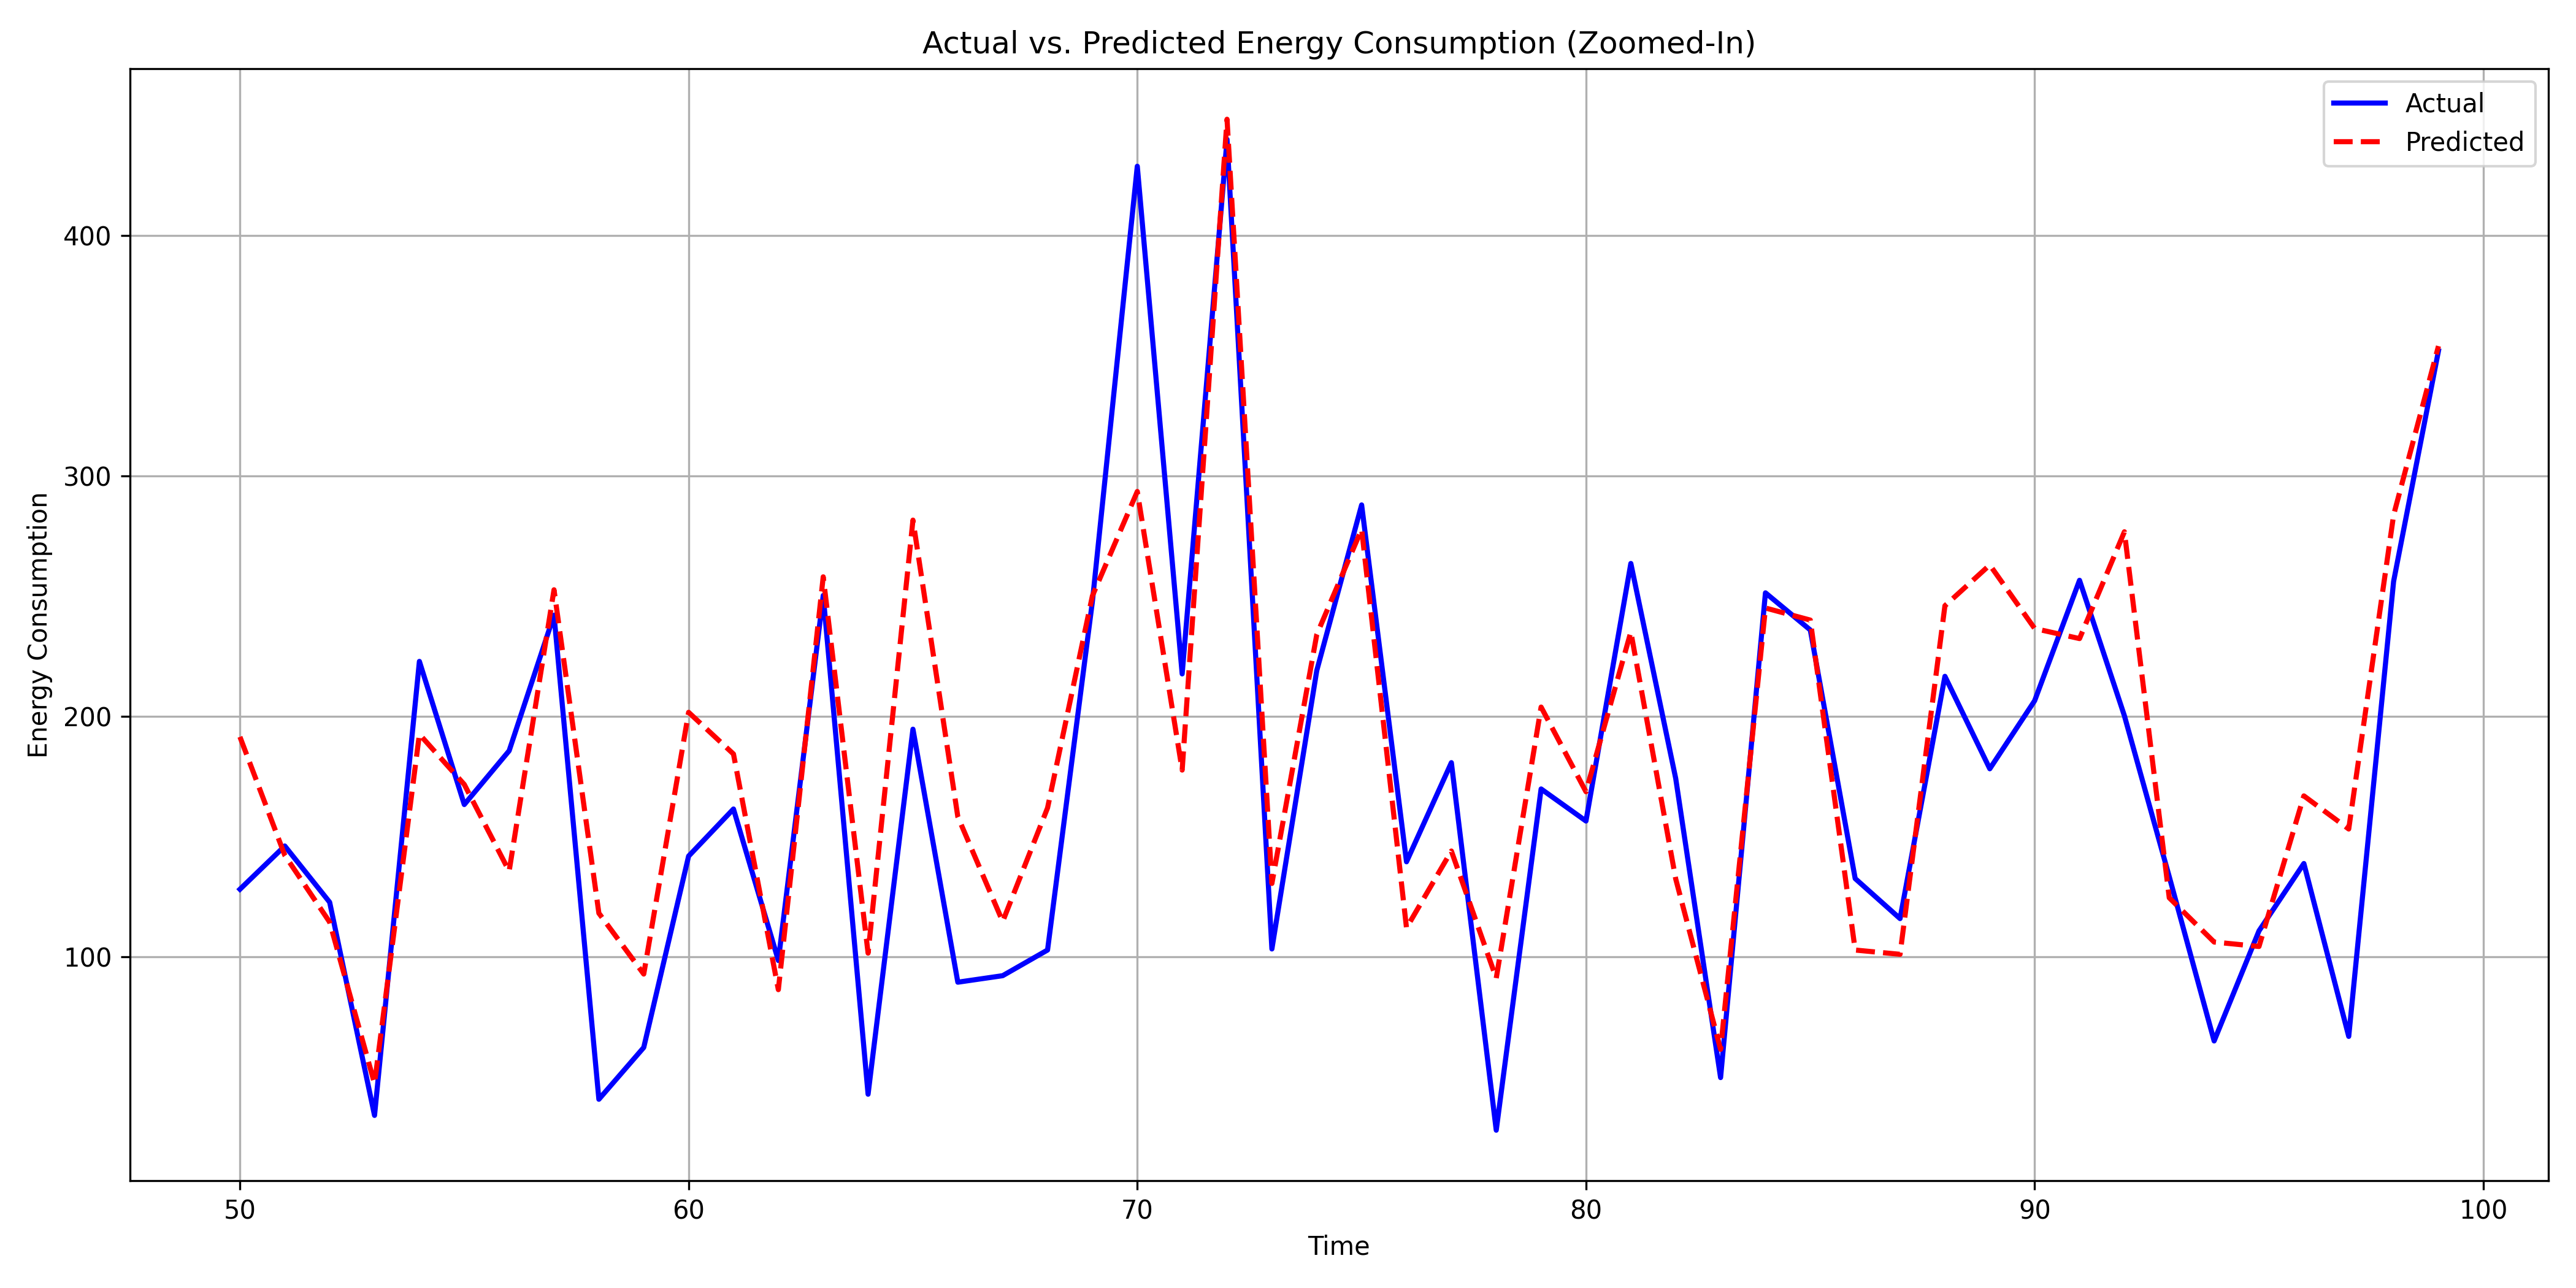 Actual vs. Predicted Energy Consumption (Zoomed-In)
Actual
Predicted
Energy Consumption
400
300
200
100
50
60
70
80
90
100
Time